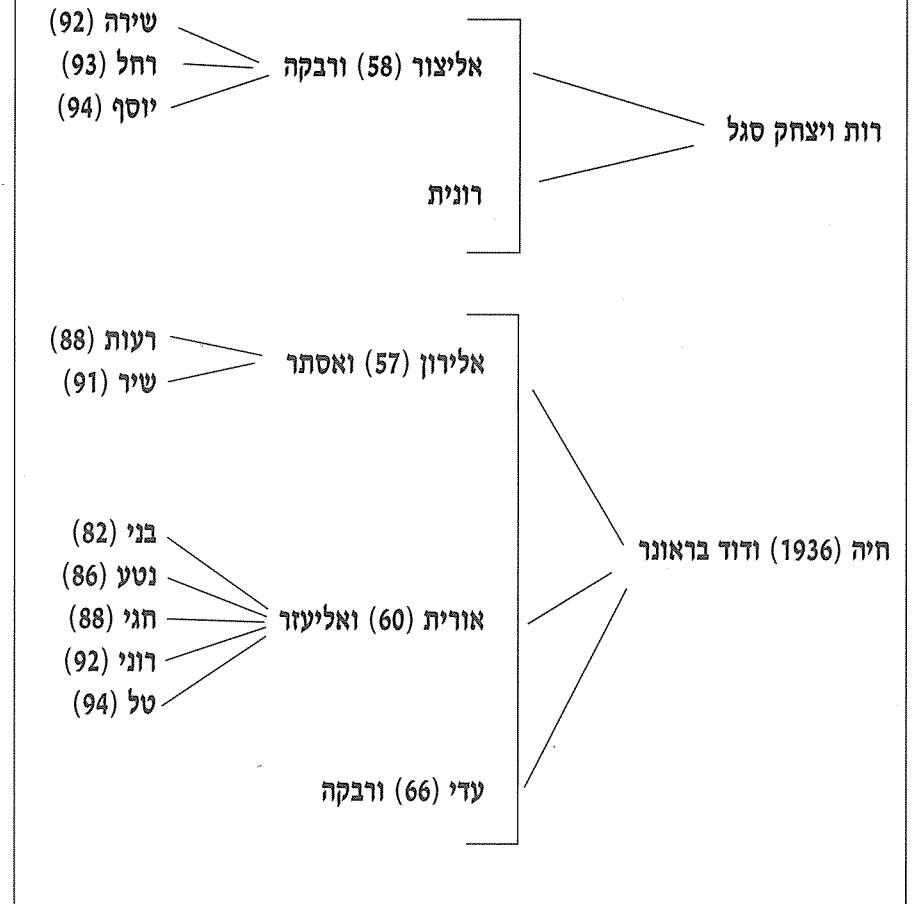 רות ויצחק סגל
אליצור (58) ורבקה
שירה (92)
רחל (93)
יוסף (94)
רונית
חיה (1936) ודוד בראונר
אלירון (57) ואסתר
רעות (88)
שיר (91)
אורית (60) ואליעזר
בני (82)
נטע (86)
חגי (88)
רוני (92)
טל (94)
עדי (66) ורבקה